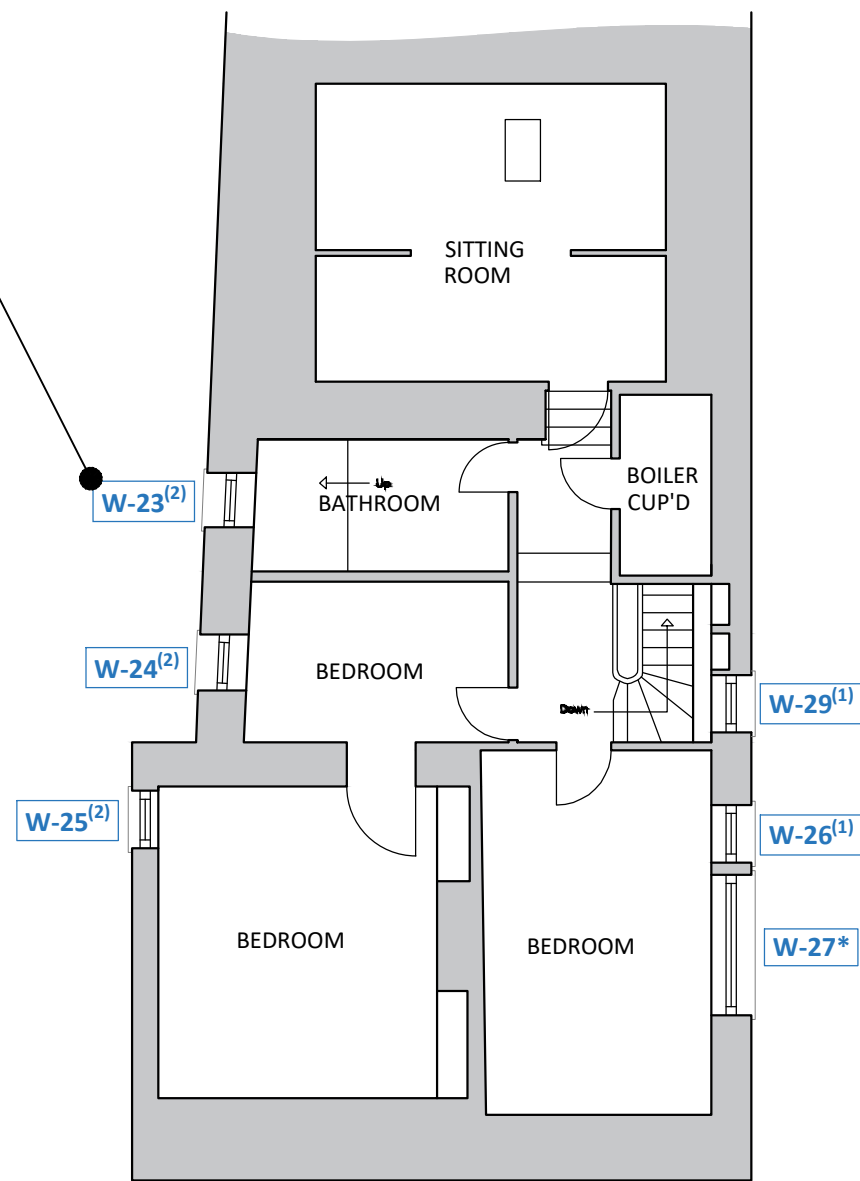 SITTING
ROOM
BOILER
CUP'D
Up
BATHROOM
W-23(2)
W-24(2)
BEDROOM
Down
W-29(1)
W-25(2)
W-26(1)
BEDROOM
BEDROOM
W-27*